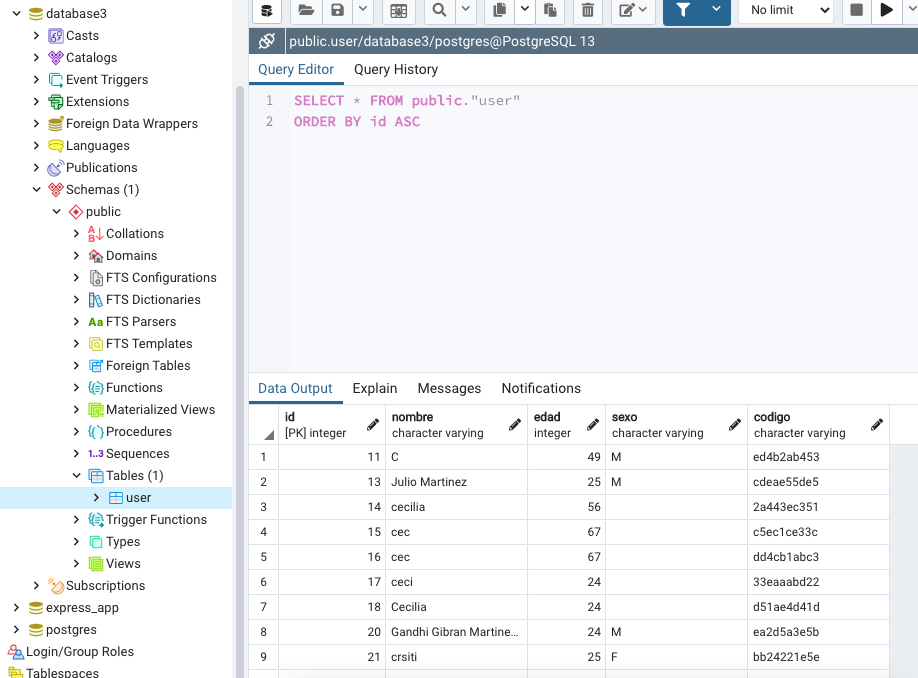 database3
Casts
Catalogs
Event Triggers
Extensions
Foreign Data Wrappers
Languages
Publications
Schemas (1)
public
Collations
Domains
FTS Configurations
FTS Dictionaries
Aa FTS Parsers
FTS Templates
Foreign Tables
Functions
Materialized Views
Procedures
1..3 Sequences
Tables (1)
user
Trigger Functions
Types
Views
Subscriptions
express_app
postgres
Login/Group Roles
Tablespaces
No limit
public.user/database3/postgres@PostgreSQL 13
Query Editor Query History
1 SELECT * FROM public."user"
2 ORDER BY id ASC
Data Output Explain Messages Notifications
id nombre edad sexo codigo
[PK] integer character varying integer character varying character varying
1 11 C 49 M ed4b2ab453
2 13 Julio Martinez 25 M cdeae55de5
3 14 cecilia 56 2a443ec351
4 15 cec 67 c5ec1ce33c
5 16 cec 67 dd4cb1abc3
6 17 ceci 24 33eaaabd22
7 18 Cecilia 24 d51ae4d41d
8 20 Gandhi Gibran Martine... 24 M ea2d5a3e5b
9 21 crsiti 25 F bb24221e5e